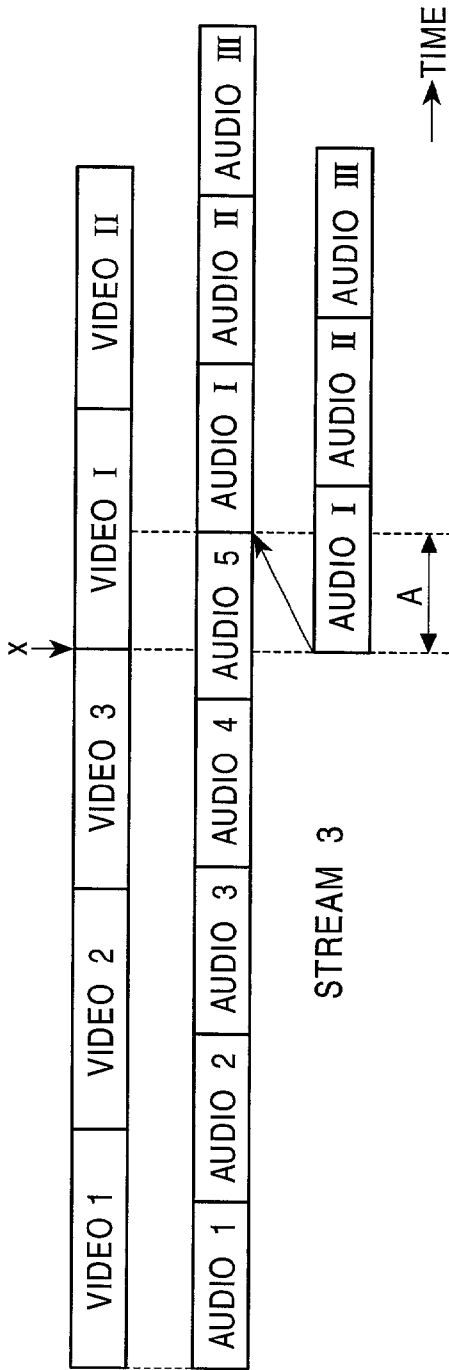 X
VIDEO 1 VIDEO 2 VIDEO 3 VIDEO I VIDEO II
AUDIO 1 AUDIO 2 AUDIO 3 AUDIO 4 AUDIO 5 AUDIO I AUDIO II AUDIO III
AUDIO I AUDIO II AUDIO III
STREAM 3
A
TIME